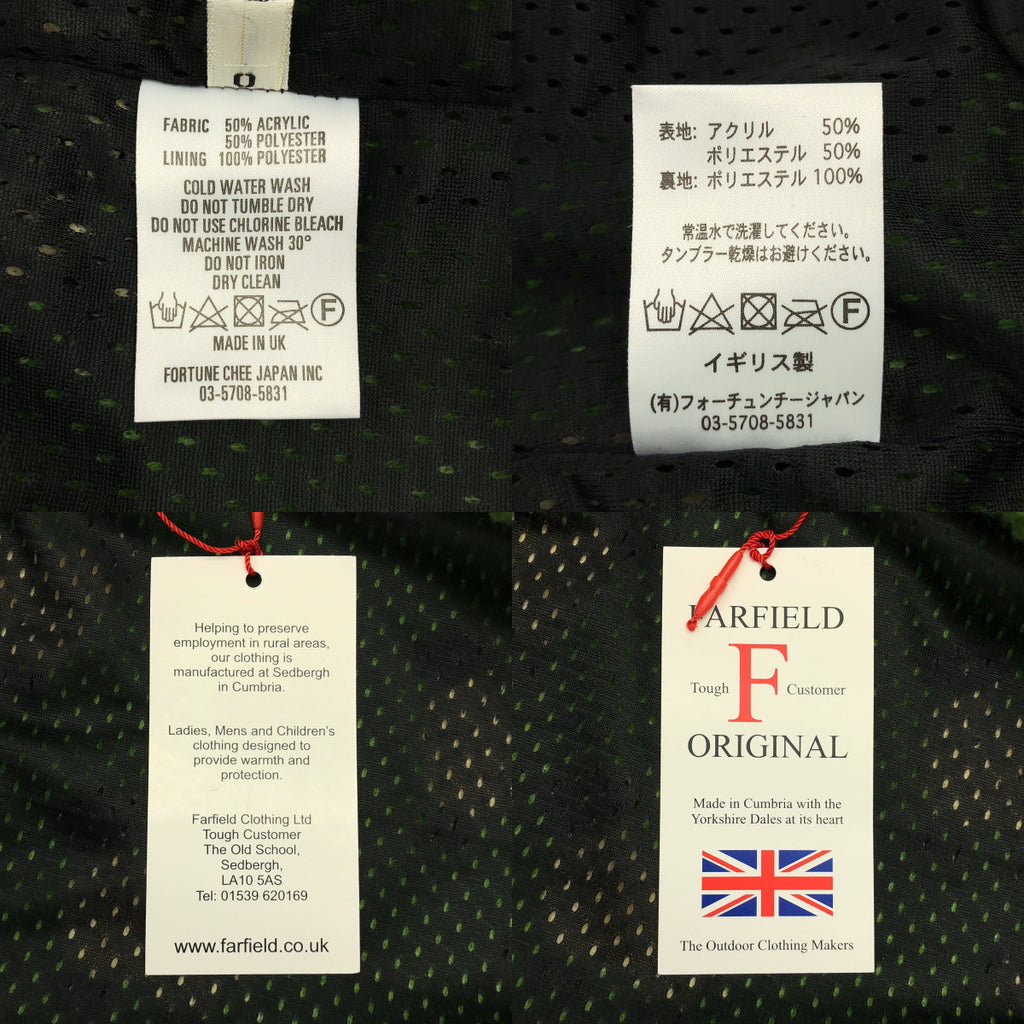 0
FABRIC 50% ACRYLIC
50% POLYESTER
LINING 100% POLYESTER
COLD WATER WASH
DO NOT TUMBLE DRY
DO NOT USE CHLORINE BLEACH
MACHINE WASH 30°
DO NOT IRON
DRY CLEAN
F
MADE IN UK
FORTUNE CHEE JAPAN INC
03-5708-5831
表地: アクリル 50%
ポリエステル 50%
裏地: ポリエステル 100%
常温水で洗濯してください。
タンブラー乾燥はお避けください。
F
イギリス製
(有)フォーチュンチージャパン
03-5708-5831
Helping to preserve
employment in rural areas,
our clothing is
manufactured at Sedbergh
in Cumbria.
Ladies, Mens and Children's
clothing designed to
provide warmth and
protection.
Farfield Clothing Ltd
Tough Customer
The Old School,
Sedbergh,
LA10 5AS
Tel: 01539 620169
www.farfield.co.uk
FARFIELD
Tough F Customer
ORIGINAL
Made in Cumbria with the
Yorkshire Dales at its heart
The Outdoor Clothing Makers